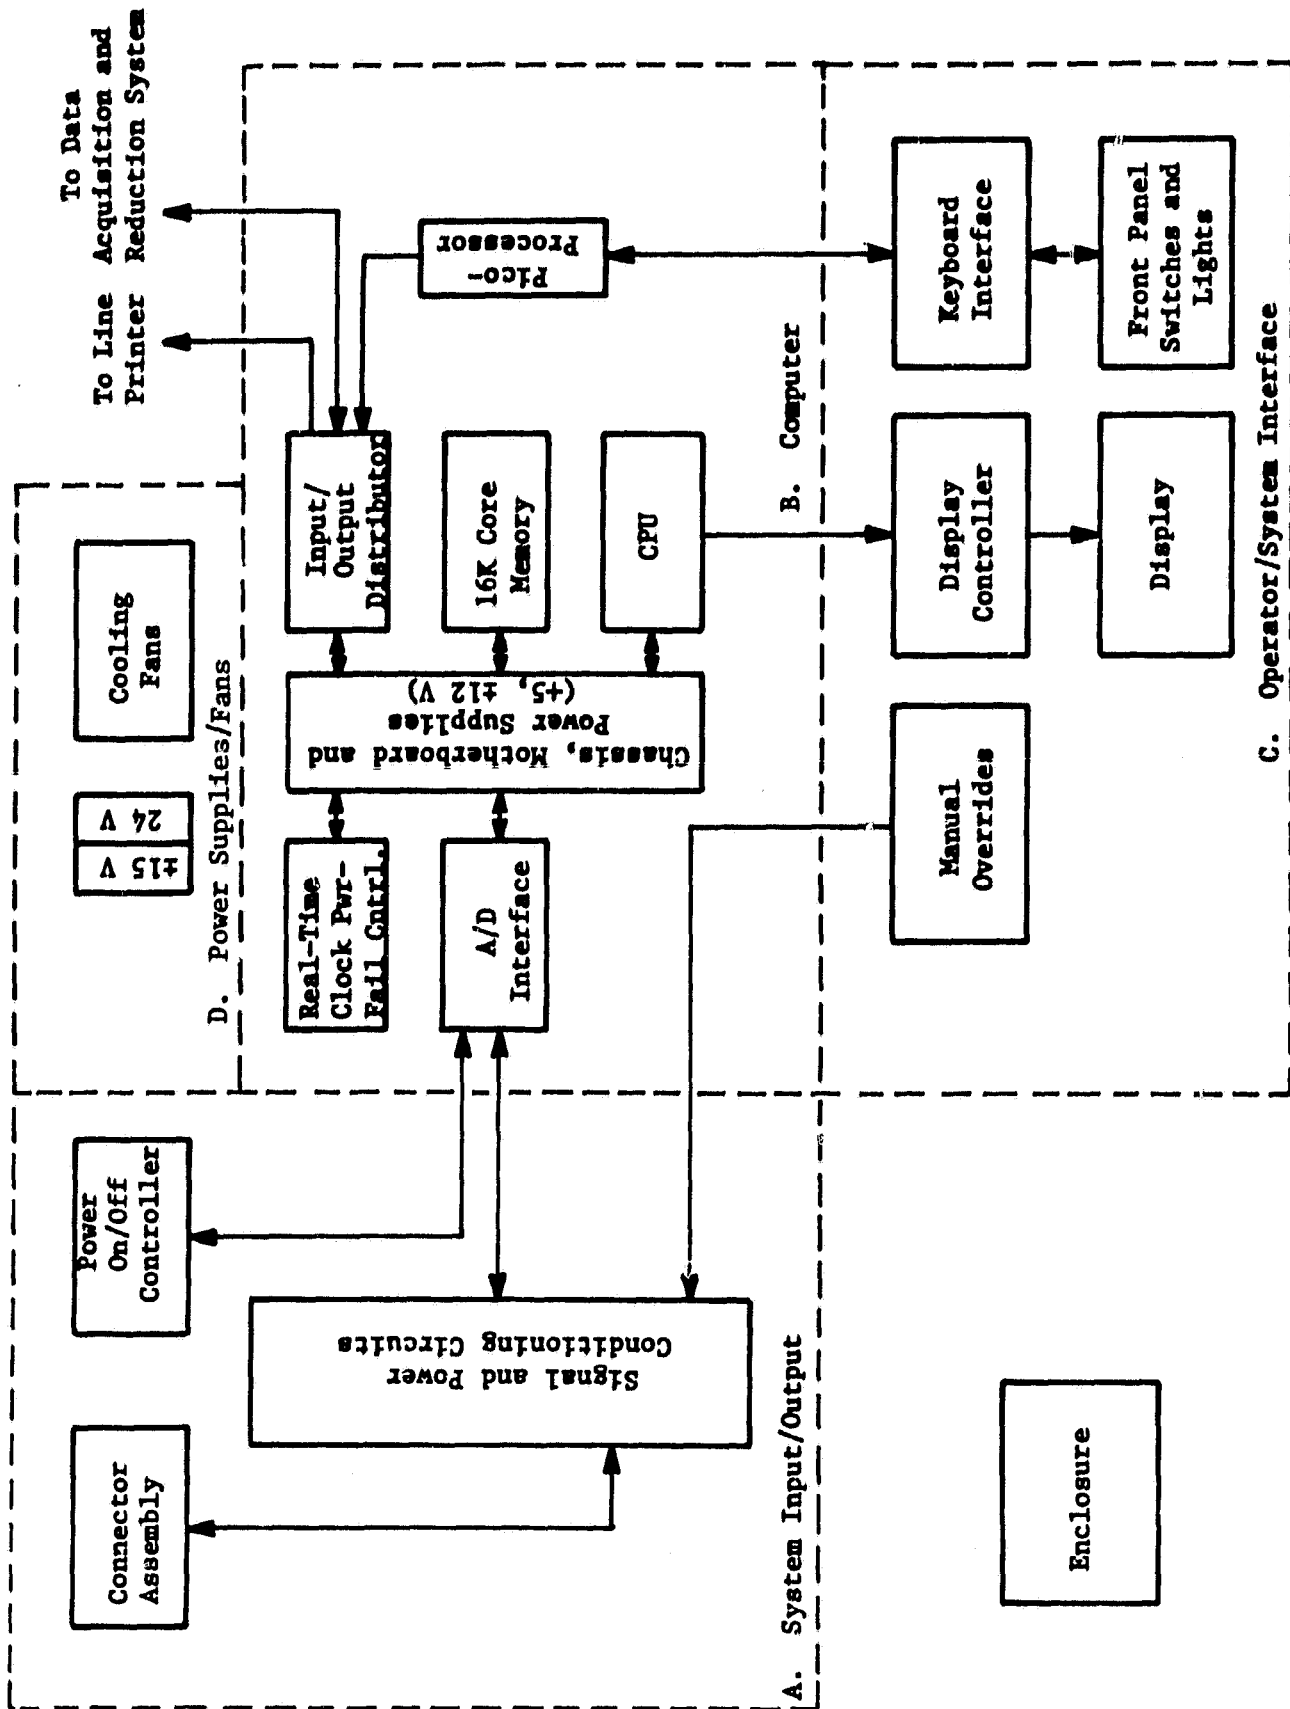 Connector
Assembly
Power
On/Off
Controller
Signal and Power
Conditioning Circuits
A. System Input/Output
±15 V
24 V
Cooling
Fans
D. Power Supplies/Fans
To Line
Printer
To Data
Acquisition and
Reduction System
Real-Time
Clock Pwr-
Fail Cntrl.
A/D
Interface
Chassis, Motherboard and
Power Supplies
(+5, ±12 V)
Input/
Output
Distributor
16K Core
Memory
CPU
Pico-
Processor
B. Computer
Manual
Overrides
Display
Controller
Display
Keyboard
Interface
Front Panel
Switches and
Lights
C. Operator/System Interface
Enclosure